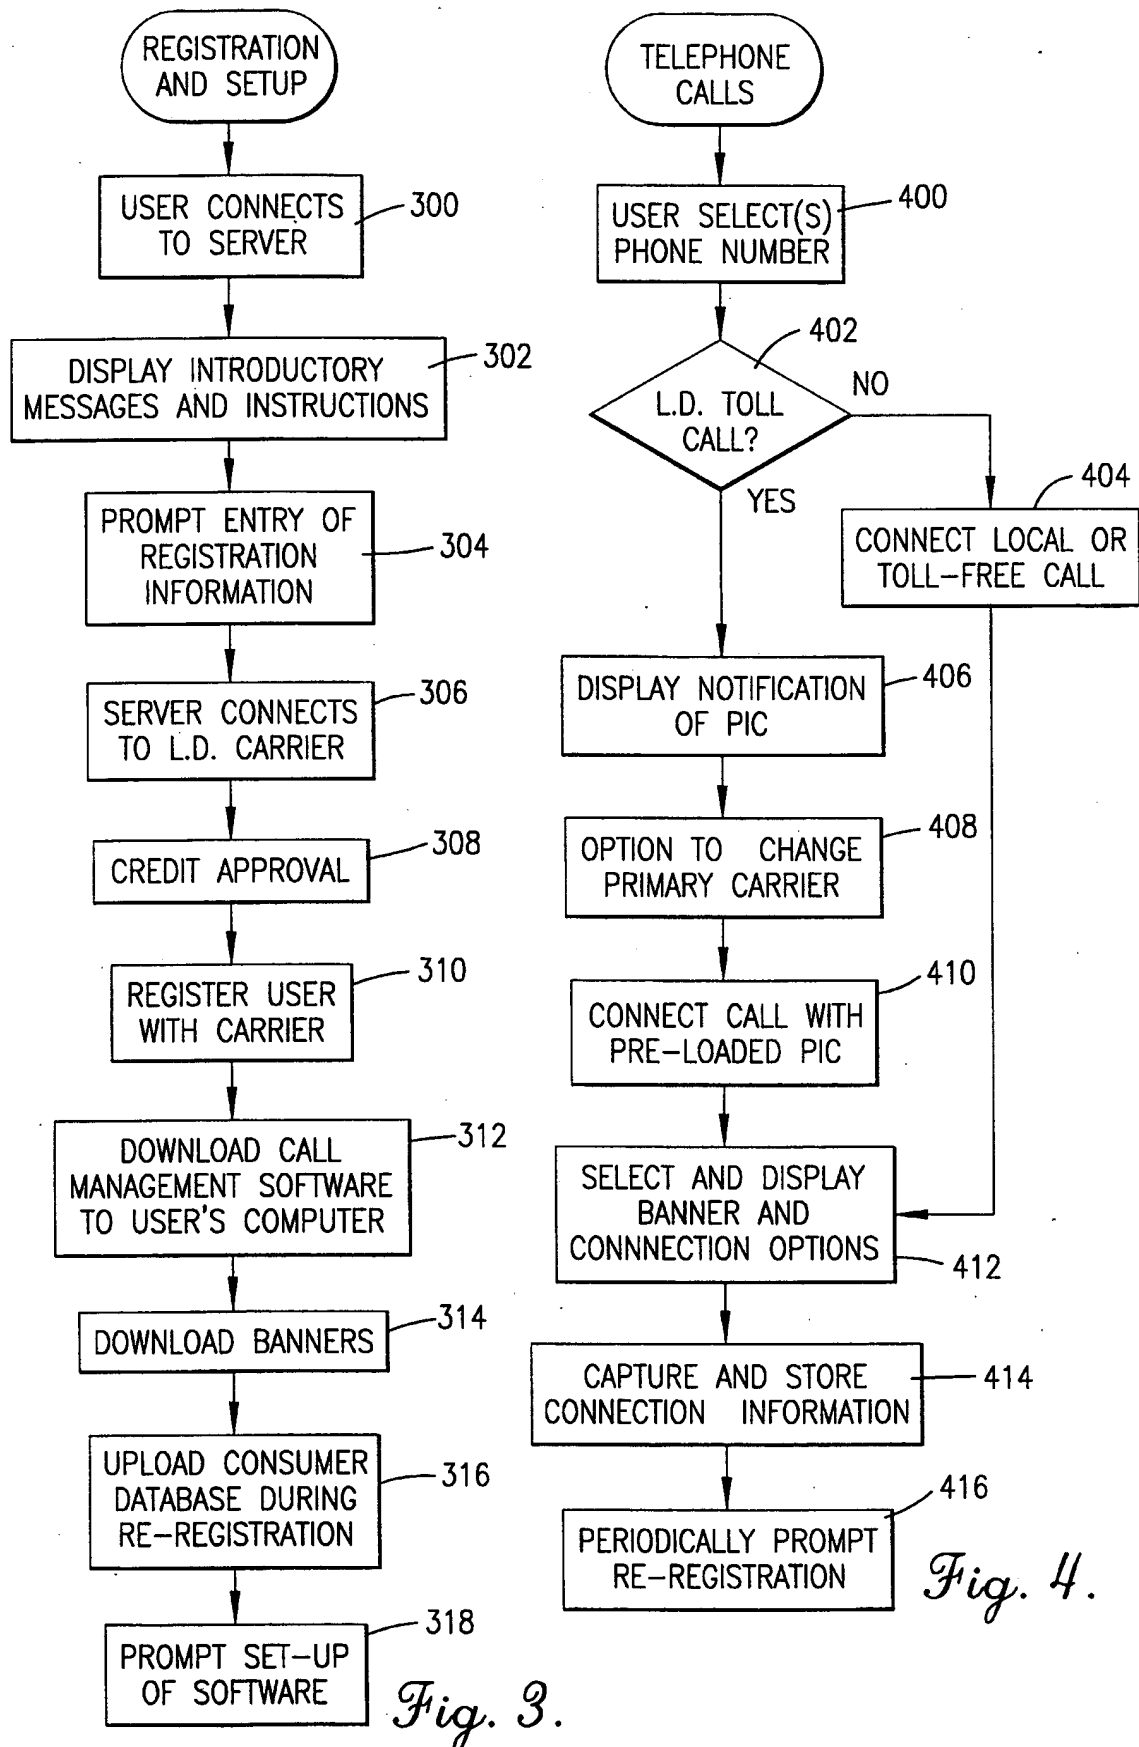 REGISTRATION
AND SETUP
USER CONNECTS
TO SERVER
300
DISPLAY INTRODUCTORY
MESSAGES AND INSTRUCTIONS
302
PROMPT ENTRY OF
REGISTRATION
INFORMATION
304
SERVER CONNECTS
TO L.D. CARRIER
306
CREDIT APPROVAL
308
REGISTER USER
WITH CARRIER
310
DOWNLOAD CALL
MANAGEMENT SOFTWARE
TO USER'S COMPUTER
312
DOWNLOAD BANNERS
314
UPLOAD CONSUMER
DATABASE DURING
RE-REGISTRATION
316
PROMPT SET-UP
OF SOFTWARE
318
Fig. 3.
TELEPHONE
CALLS
USER SELECT(S)
PHONE NUMBER
400
L.D. TOLL
CALL?
402
NO
YES
CONNECT LOCAL OR
TOLL-FREE CALL
404
DISPLAY NOTIFICATION
OF PIC
406
OPTION TO CHANGE
PRIMARY CARRIER
408
CONNECT CALL WITH
PRE-LOADED PIC
410
SELECT AND DISPLAY
BANNER AND
CONNNECTION OPTIONS
412
CAPTURE AND STORE
CONNECTION INFORMATION
414
PERIODICALLY PROMPT
RE-REGISTRATION
416
Fig. 4.